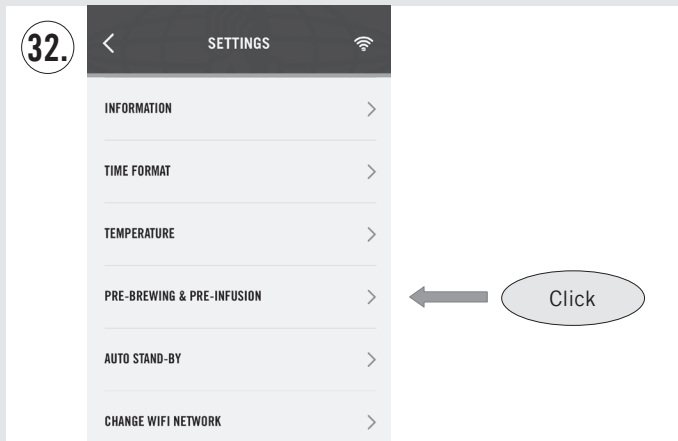 32.
SETTINGS
INFORMATION
TIME FORMAT
TEMPERATURE
PRE-BREWING & PRE-INFUSION
Click
AUTO STAND-BY
CHANGE WIFI NETWORK